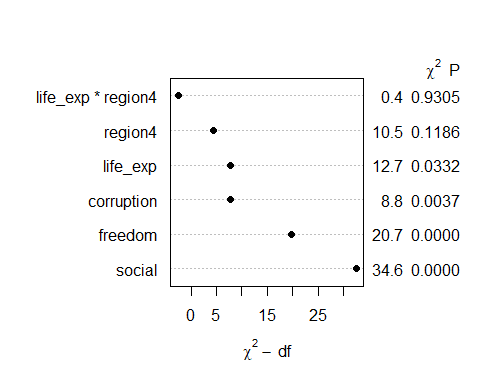 χ² P
life_exp * region4 0.4 0.9305
region4 10.5 0.1186
life_exp 12.7 0.0332
corruption 8.8 0.0037
freedom 20.7 0.0000
social 34.6 0.0000
0 5 15 25
χ² − df